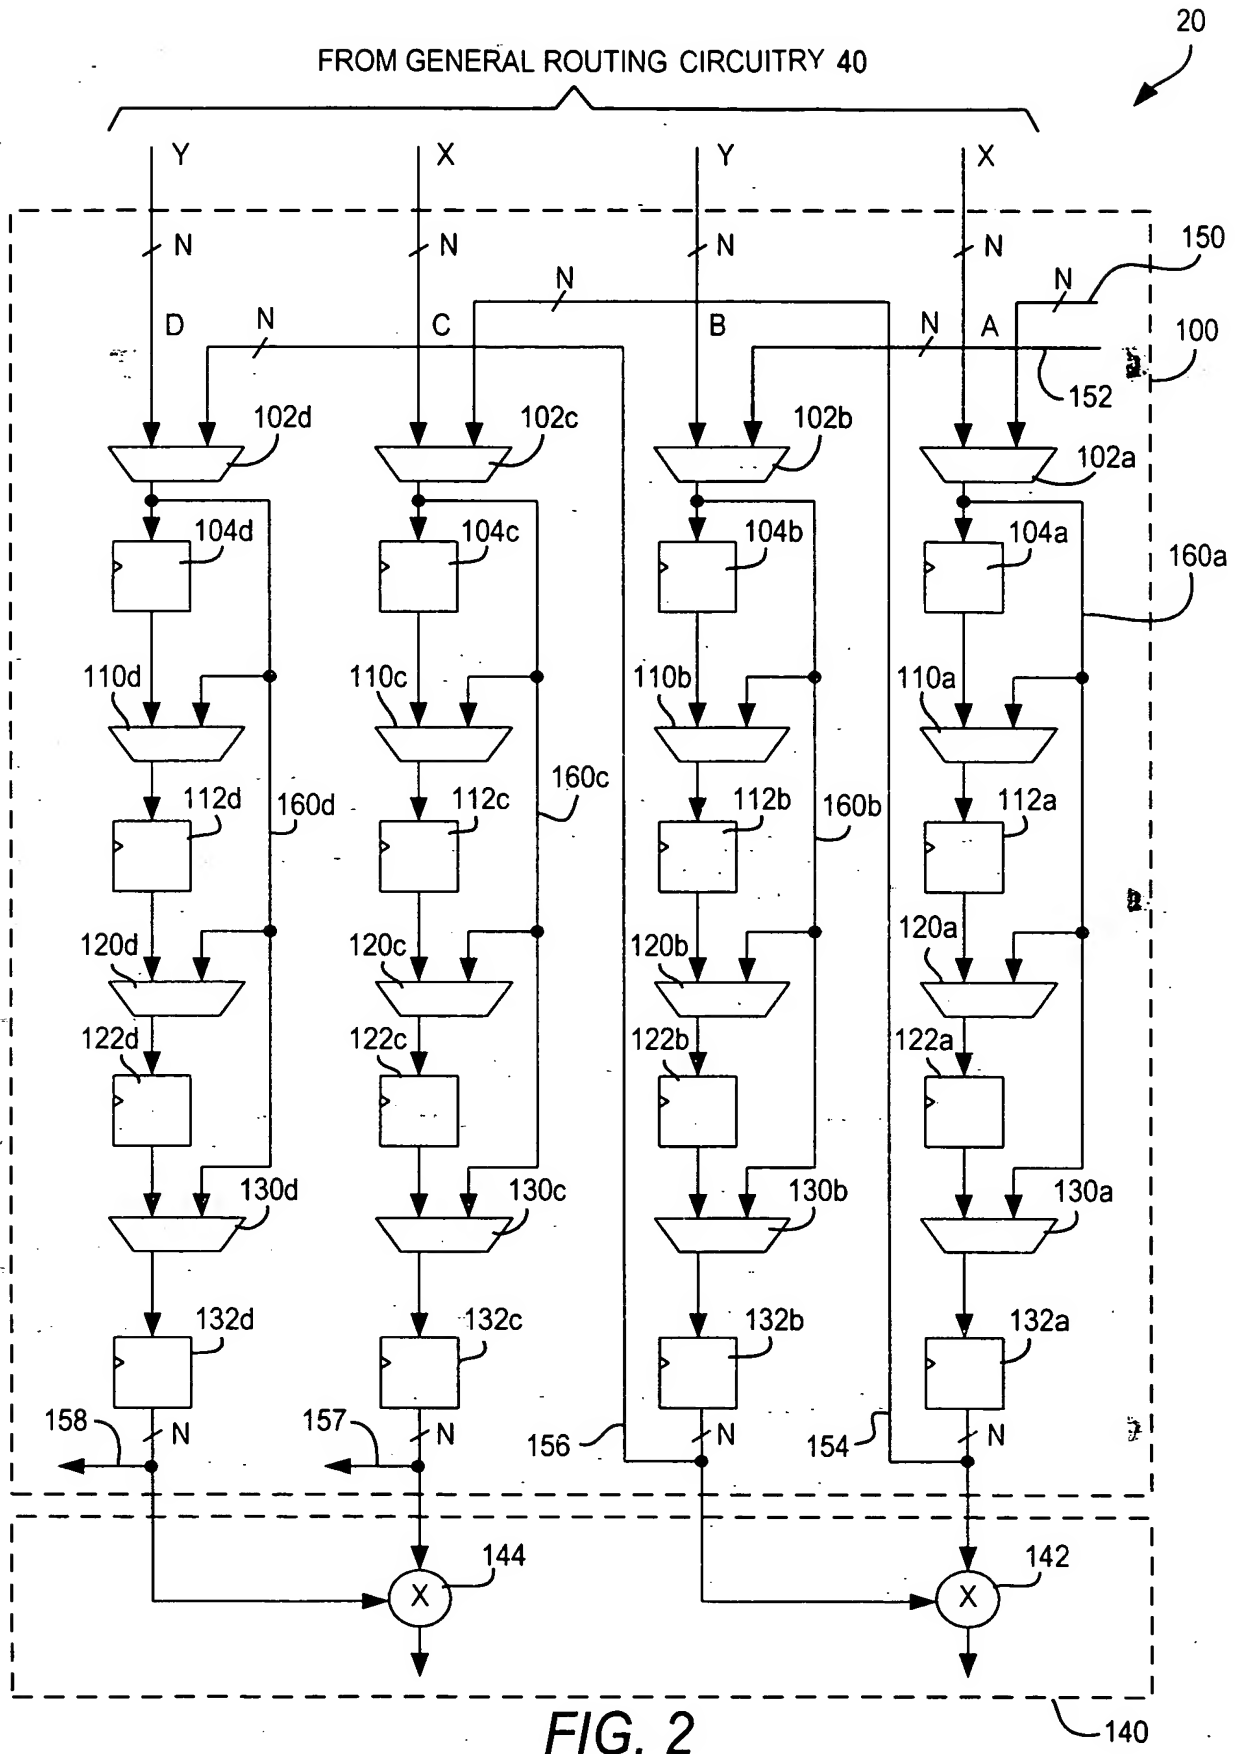 20
FROM GENERAL ROUTING CIRCUITRY 40
Y X Y X
N N N N
150
N N
D N C B N A
100
152
102d 102c 102b 102a
104d 104c 104b 104a
160a
110d 110c 110b 110a
160c
112d 160d 112c 112b 160b 112a
120d 120c 120b 120a
122d 122c 122b 122a
130d 130c 130b 130a
132d 132c 132b 132a
158 N 157 N 156 N 154 N
144 142
X X
140
FIG. 2